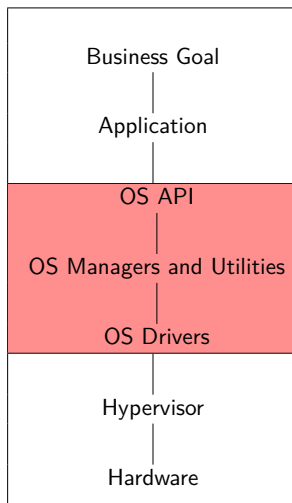 Business Goal
Application
OS API
OS Managers and Utilities
OS Drivers
Hypervisor
Hardware